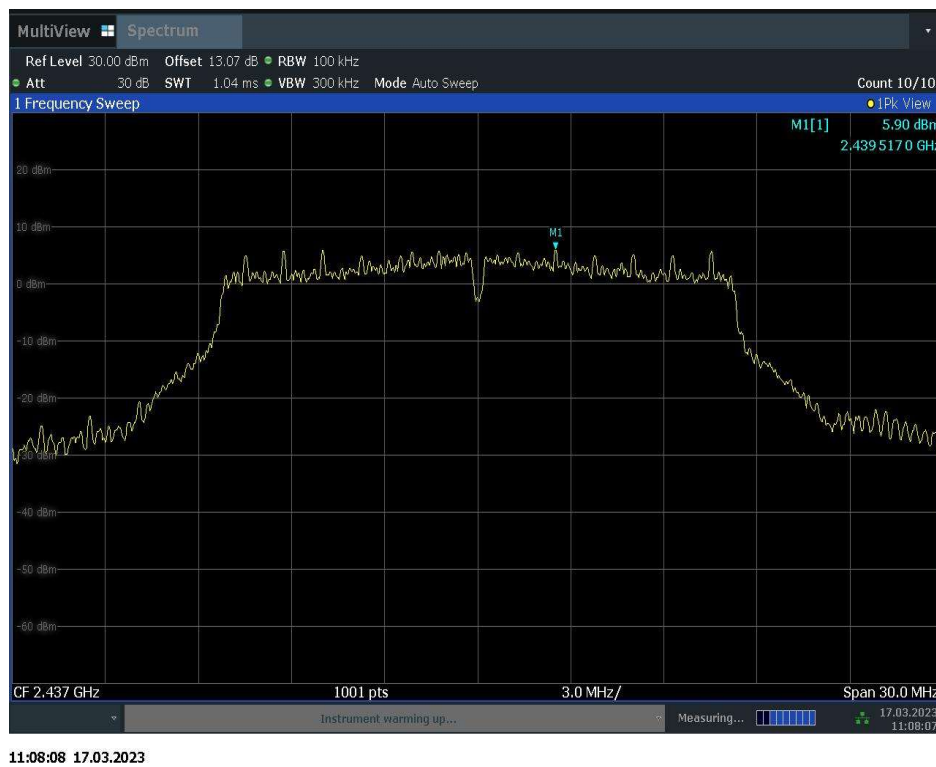 MultiView Spectrum
Ref Level 30.00 dBm Offset 13.07 dB RBW 100 kHz
Att 30 dB SWT 1.04 ms VBW 300 kHz Mode Auto Sweep Count 10/10
1 Frequency Sweep 1Pk View
M1[1] 5.90 dBm
2.439 517 0 GHz
20 dBm
10 dBm
M1
0 dBm
-10 dBm
-20 dBm
-30 dBm
-40 dBm
-50 dBm
-60 dBm
CF 2.437 GHz 1001 pts 3.0 MHz/ Span 30.0 MHz
Instrument warming up... Measuring... 17.03.2023
11:08:07
11:08:08 17.03.2023